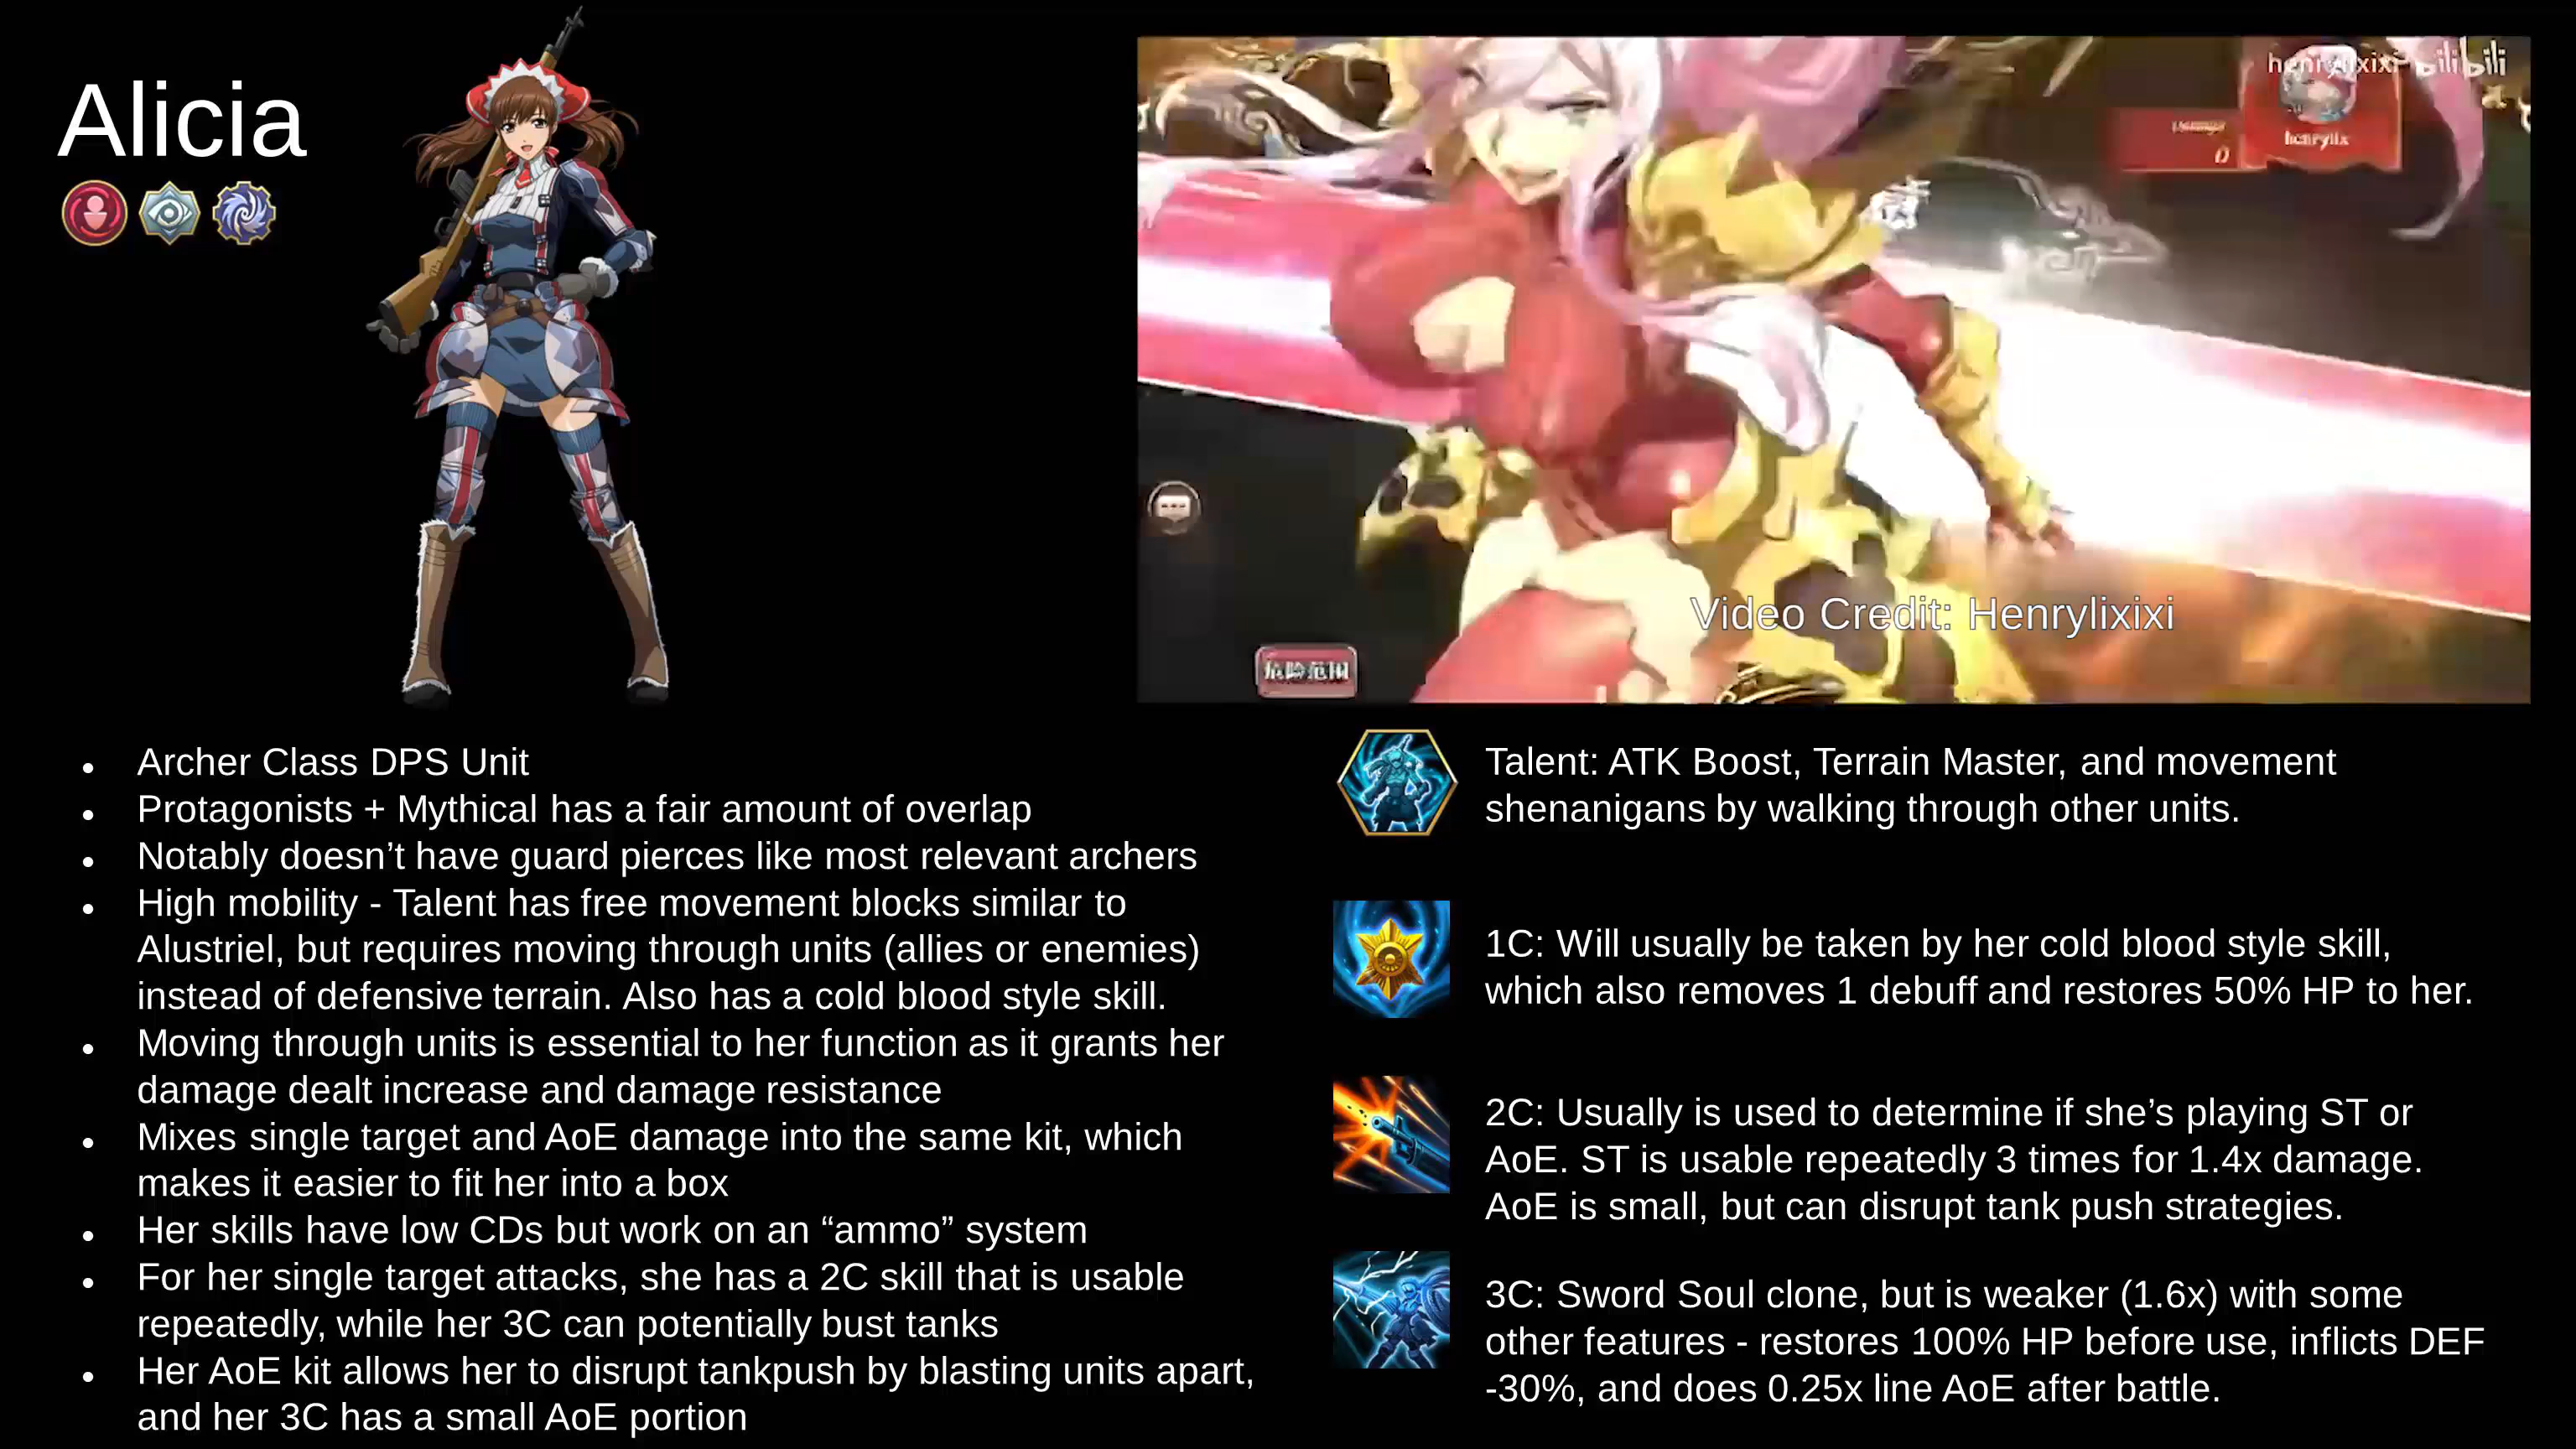 Alicia
henrylixixi bilibili
henrylix
0
Video Credit: Henrylixixi
危险范围
• Archer Class DPS Unit
• Protagonists + Mythical has a fair amount of overlap
• Notably doesn’t have guard pierces like most relevant archers
• High mobility - Talent has free movement blocks similar to
Alustriel, but requires moving through units (allies or enemies)
instead of defensive terrain. Also has a cold blood style skill.
• Moving through units is essential to her function as it grants her
damage dealt increase and damage resistance
• Mixes single target and AoE damage into the same kit, which
makes it easier to fit her into a box
• Her skills have low CDs but work on an “ammo” system
• For her single target attacks, she has a 2C skill that is usable
repeatedly, while her 3C can potentially bust tanks
• Her AoE kit allows her to disrupt tankpush by blasting units apart,
and her 3C has a small AoE portion
Talent: ATK Boost, Terrain Master, and movement
shenanigans by walking through other units.
1C: Will usually be taken by her cold blood style skill,
which also removes 1 debuff and restores 50% HP to her.
2C: Usually is used to determine if she’s playing ST or
AoE. ST is usable repeatedly 3 times for 1.4x damage.
AoE is small, but can disrupt tank push strategies.
3C: Sword Soul clone, but is weaker (1.6x) with some
other features - restores 100% HP before use, inflicts DEF
-30%, and does 0.25x line AoE after battle.